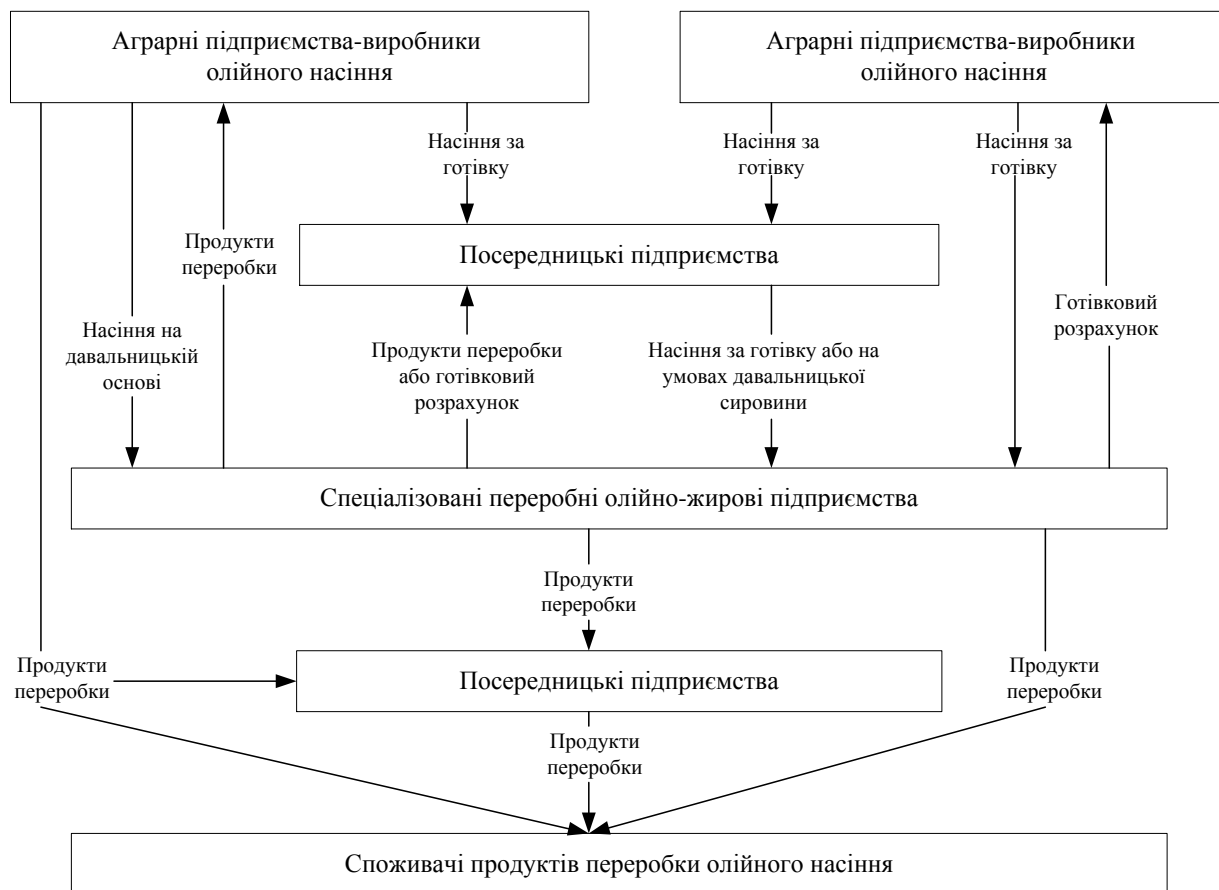 Аграрні підприємства-виробники
олійного насіння
Аграрні підприємства-виробники
олійного насіння
Насіння за
готівку
Насіння за
готівку
Насіння за
готівку
Продукти
переробки
Посередницькі підприємства
Насіння на
давальницькій
основі
Продукти переробки
або готівковий
розрахунок
Насіння за готівку або на
умовах давальницької
сировини
Готівковий
розрахунок
Спеціалізовані переробні олійно-жирові підприємства
Продукти
переробки
Продукти
переробки
Посередницькі підприємства
Продукти
переробки
Продукти
переробки
Споживачі продуктів переробки олійного насіння